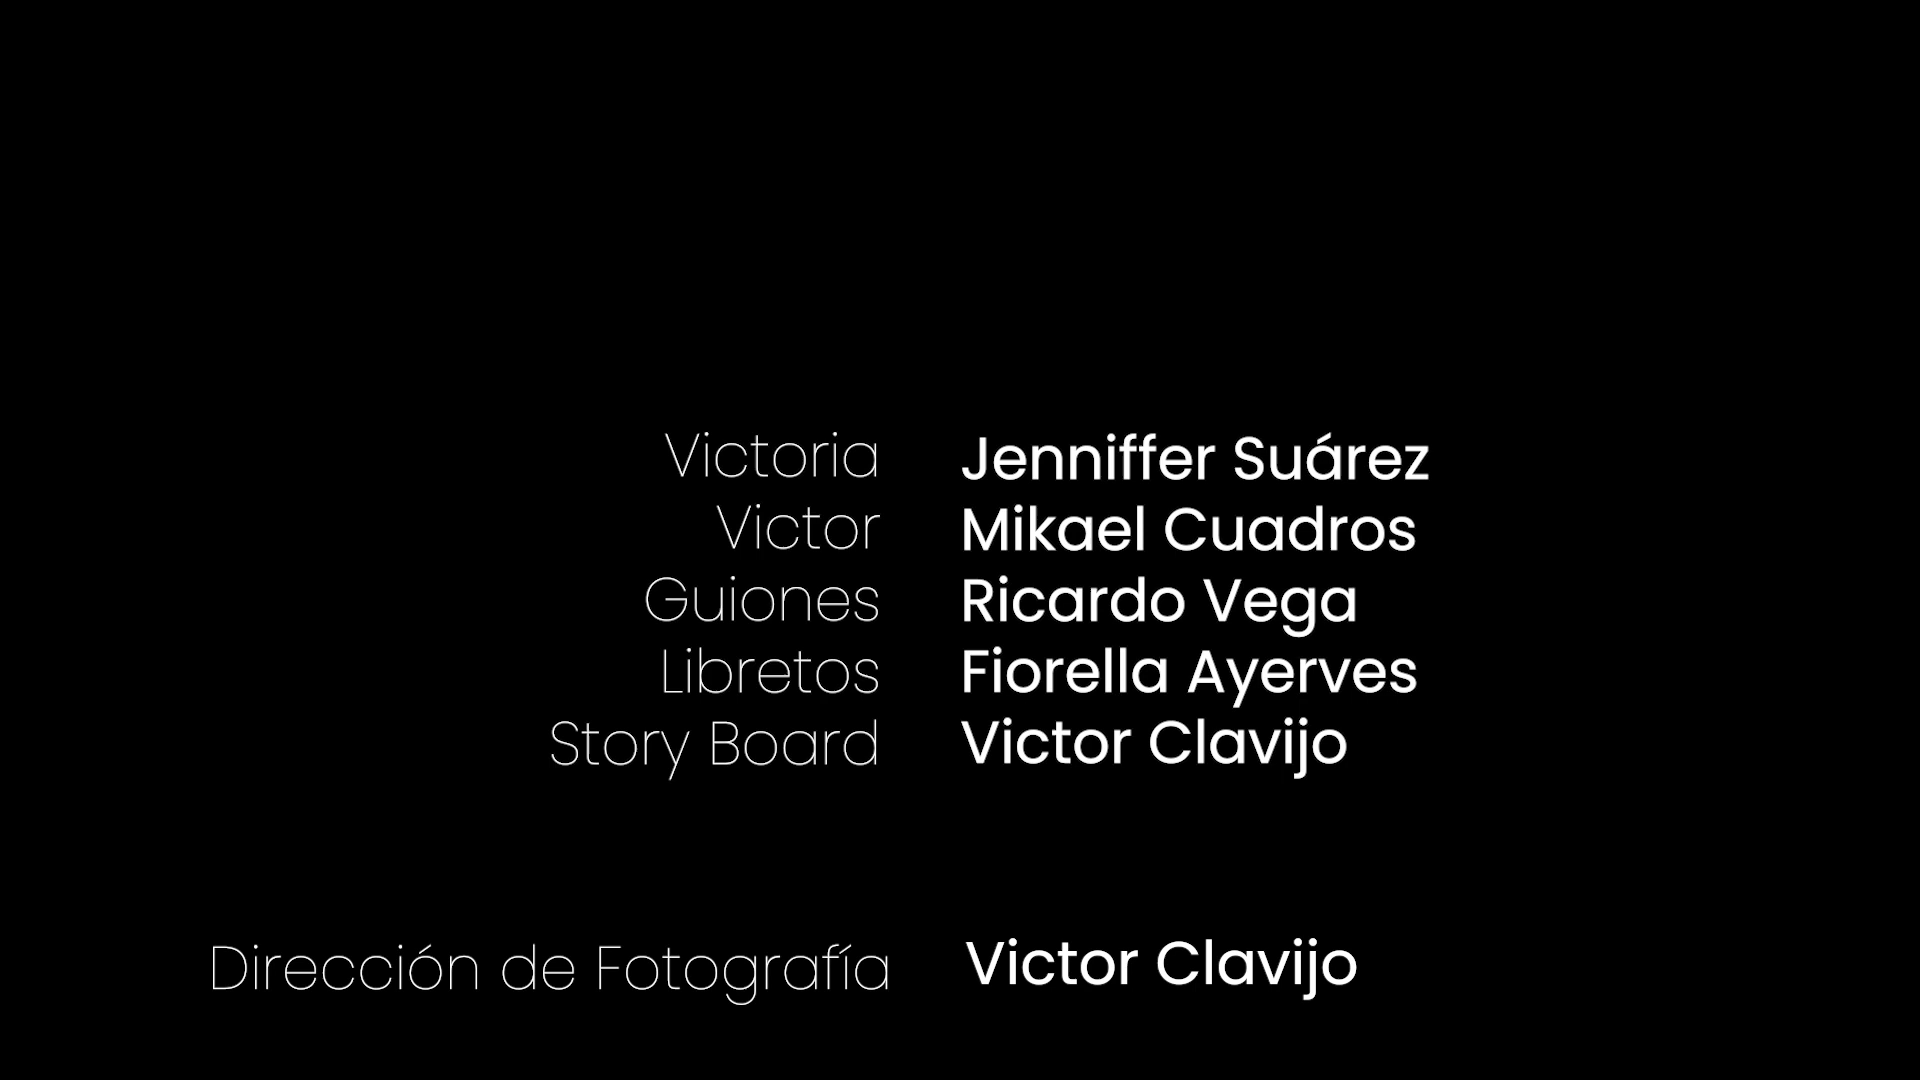 Victoria Jenniffer Suárez
Victor Mikael Cuadros
Guiones Ricardo Vega
Libretos Fiorella Ayerves
Story Board Victor Clavijo
Dirección de Fotografía Victor Clavijo